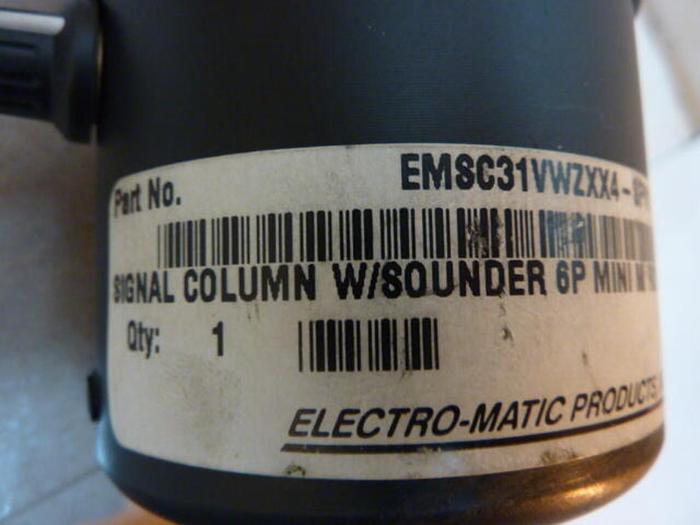 Part No. EMSC31VWZXX4-
SIGNAL COLUMN W/SOUNDER 6P MINI
Qty: 1
ELECTRO-MATIC PRODUCTS